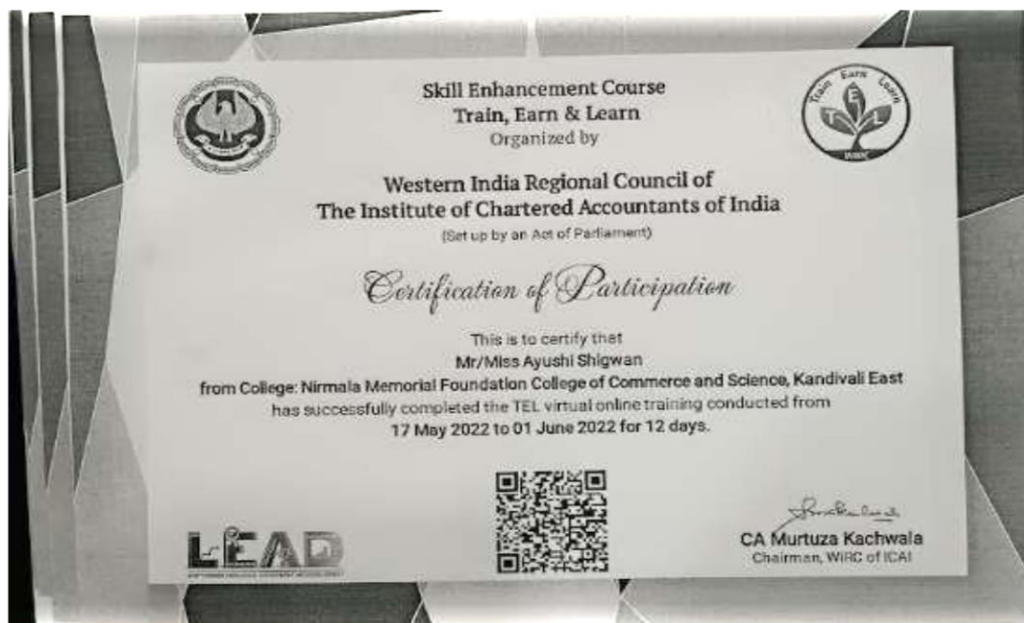 Skill Enhancement Course
Train, Earn & Learn
Organized by
Train Earn Learn
T E L
WIRC
Western India Regional Council of
The Institute of Chartered Accountants of India
(Set up by an Act of Parliament)
Certification of Participation
This is to certify that
Mr/Miss Ayushi Shigwan
from College: Nirmala Memorial Foundation College of Commerce and Science, Kandivali East
has successfully completed the TEL virtual online training conducted from
17 May 2022 to 01 June 2022 for 12 days.
LEAD
CA Murtuza Kachwala
Chairman, WIRC of ICAI